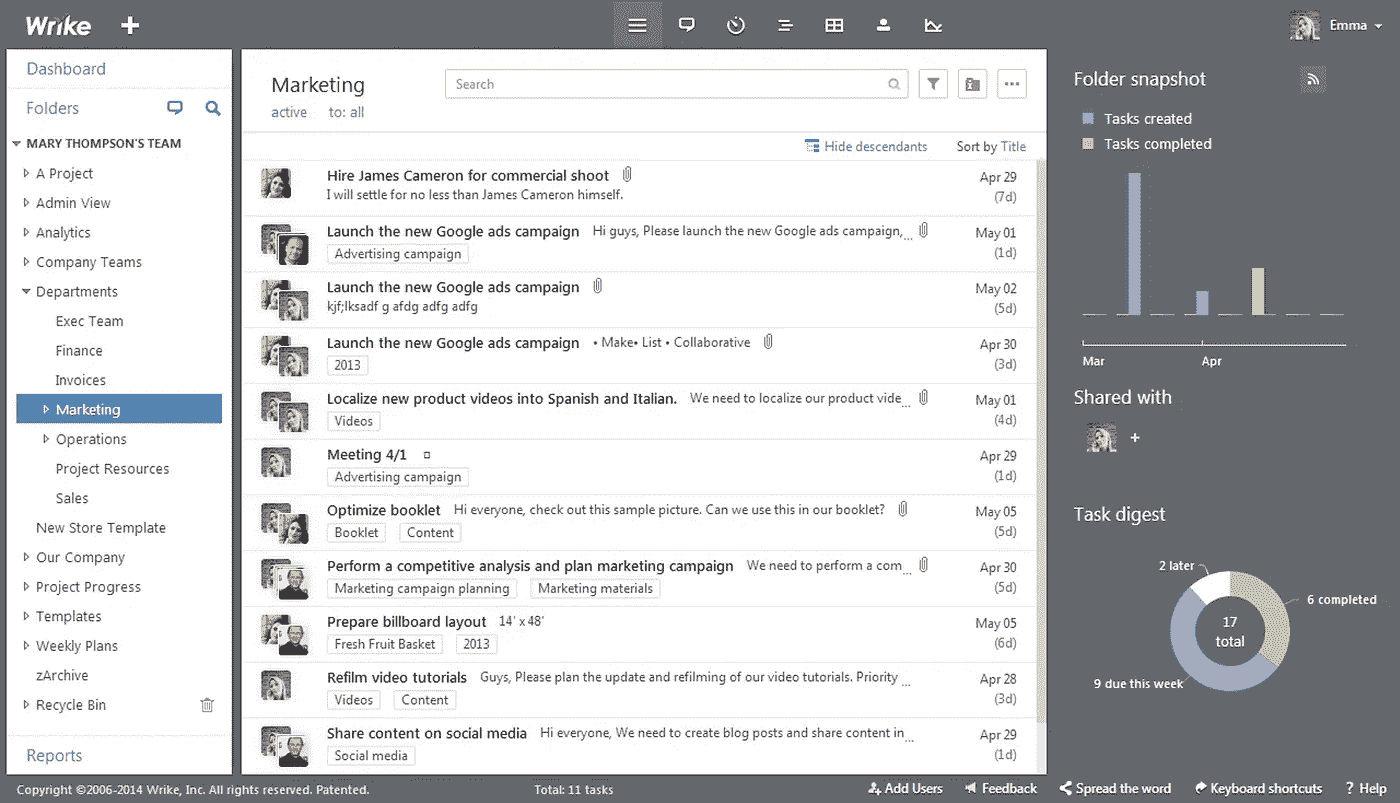 Wrike +
Emma
Dashboard
Folders
MARY THOMPSON'S TEAM
A Project
Admin View
Analytics
Company Teams
Departments
Exec Team
Finance
Invoices
Marketing
Operations
Project Resources
Sales
New Store Template
Our Company
Project Progress
Templates
Weekly Plans
zArchive
Recycle Bin
Reports
Marketing
Search
active to: all
Hide descendants Sort by Title
Hire James Cameron for commercial shoot Apr 29
I will settle for no less than James Cameron himself. (7d)
Launch the new Google ads campaign Hi guys, Please launch the new Google ads campaign,... May 01
Advertising campaign (1d)
Launch the new Google ads campaign May 02
kjf;lksadf g afdg adfg adfg (5d)
Launch the new Google ads campaign • Make• List • Collaborative Apr 30
2013 (3d)
Localize new product videos into Spanish and Italian. We need to localize our product vide... May 01
Videos (4d)
Meeting 4/1 Apr 29
Advertising campaign (1d)
Optimize booklet Hi everyone, check out this sample picture. Can we use this in our booklet? May 05
Booklet Content (5d)
Perform a competitive analysis and plan marketing campaign We need to perform a com... Apr 30
Marketing campaign planning Marketing materials (5d)
Prepare billboard layout 14' x 48' May 05
Fresh Fruit Basket 2013 (6d)
Refilm video tutorials Guys, Please plan the update and refilming of our video tutorials. Priority ... Apr 28
Videos Content (3d)
Share content on social media Hi everyone, We need to create blog posts and share content in... Apr 29
Social media (1d)
Folder snapshot
Tasks created
Tasks completed
Mar Apr
Shared with
+
Task digest
2 later
6 completed
17
total
9 due this week
Copyright ©2006-2014 Wrike, Inc. All rights reserved. Patented. Total: 11 tasks Add Users Feedback Spread the word Keyboard shortcuts ? Help